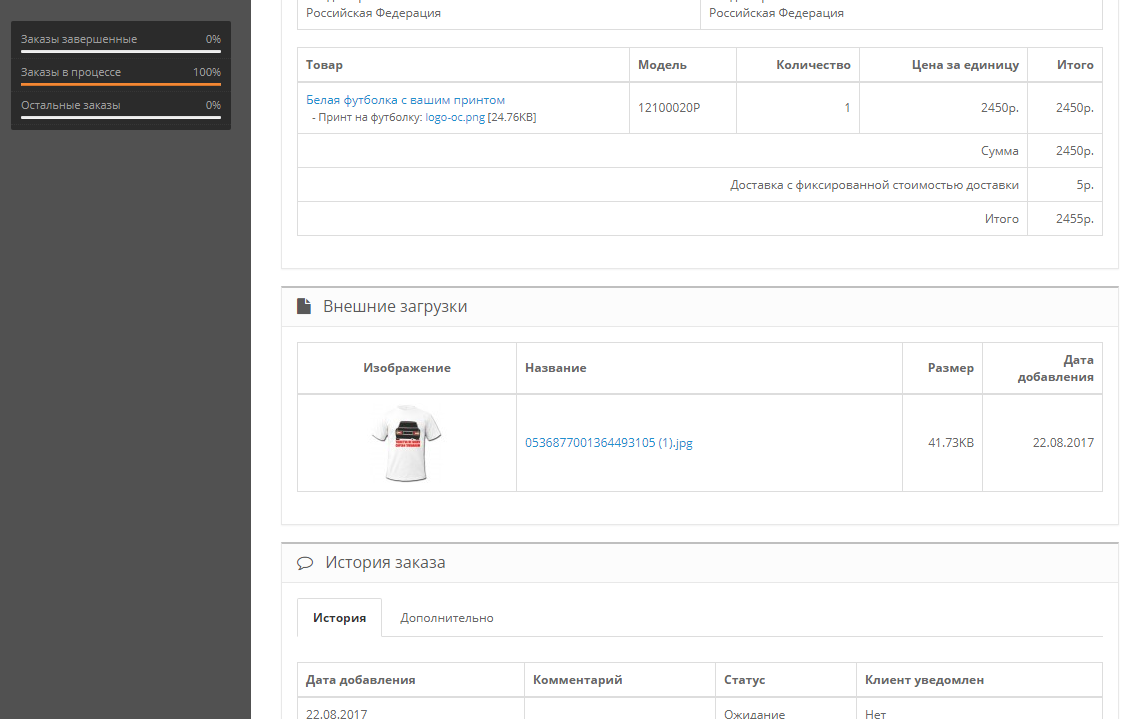 Российская Федерация Российская Федерация
Заказы завершенные 0%
Заказы в процессе 100%
Остальные заказы 0%
Товар Модель Количество Цена за единицу Итого
Белая футболка с вашим принтом 12100020P 1 2450р. 2450р.
- Принт на футболку: logo-oc.png [24.76KB]
Сумма 2450р.
Доставка с фиксированной стоимостью доставки 5р.
Итого 2455р.
Внешние загрузки
Изображение Название Размер Дата добавления
0536877001364493105 (1).jpg 41.73KB 22.08.2017
История заказа
История Дополнительно
Дата добавления Комментарий Статус Клиент уведомлен
22.08.2017 Ожидание Нет